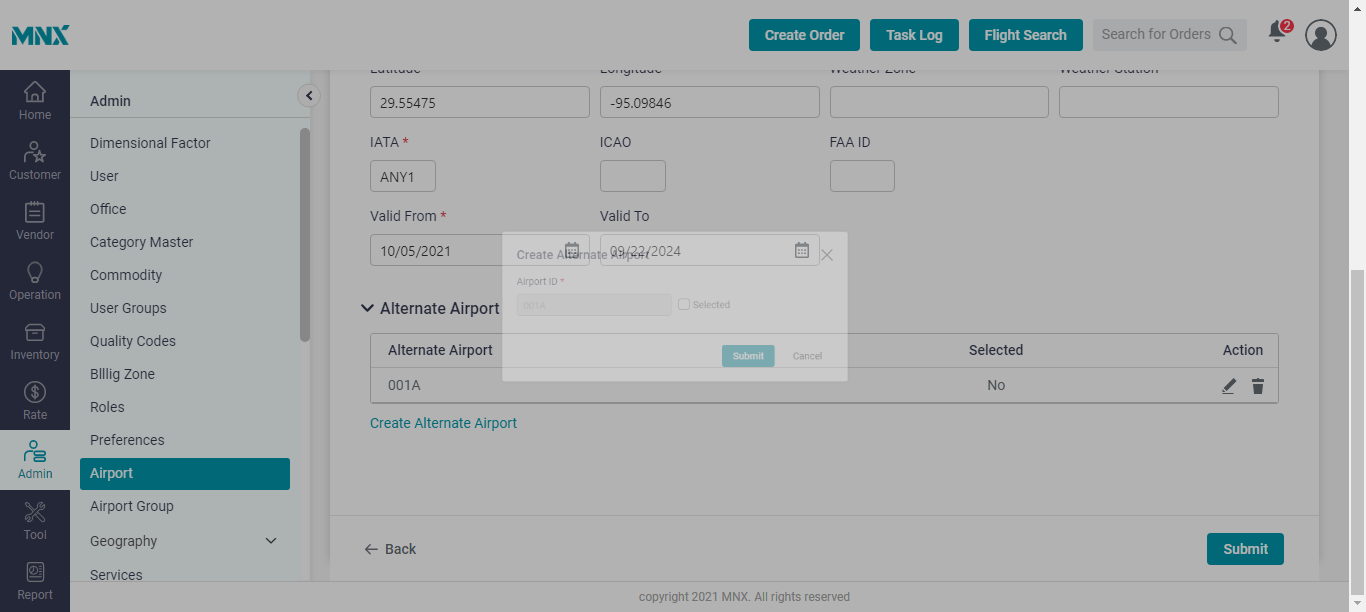 MNX
Create Order
Task Log
Flight Search
Search for Orders
2
Home
Customer
Vendor
Operation
Inventory
Rate
Admin
Tool
Report
Admin
Dimensional Factor
User
Office
Category Master
Commodity
User Groups
Quality Codes
Blllig Zone
Roles
Preferences
Airport
Airport Group
Geography
Services
Latitude
Longitude
Weather Zone
Weather Station
29.55475
-95.09846
IATA *
ICAO
FAA ID
ANY1
Valid From *
Valid To
10/05/2021
09/22/2024
Create Alternate Airport
Airport ID *
001A
Selected
Submit
Cancel
Alternate Airport
Alternate Airport
Selected
Action
001A
No
Create Alternate Airport
Back
Submit
copyright 2021 MNX. All rights reserved